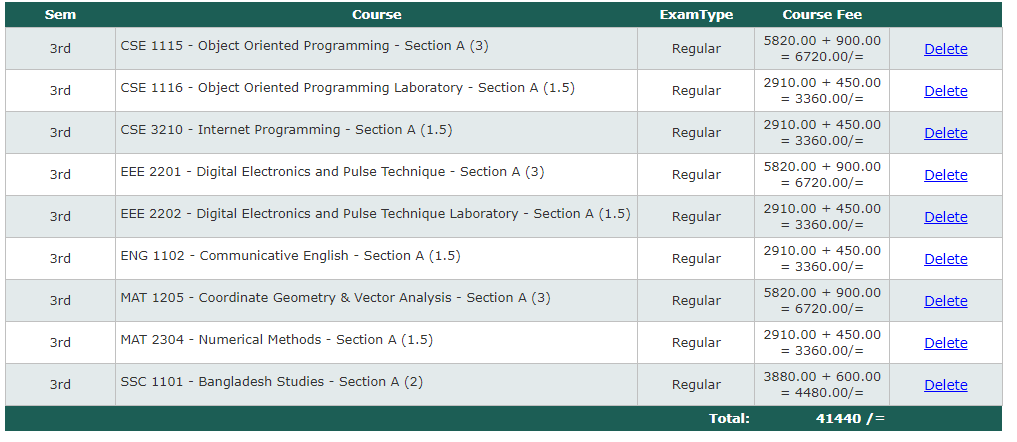 Sem Course ExamType Course Fee
3rd CSE 1115 - Object Oriented Programming - Section A (3) Regular 5820.00 + 900.00
= 6720.00/= Delete
3rd CSE 1116 - Object Oriented Programming Laboratory - Section A (1.5) Regular 2910.00 + 450.00
= 3360.00/= Delete
3rd CSE 3210 - Internet Programming - Section A (1.5) Regular 2910.00 + 450.00
= 3360.00/= Delete
3rd EEE 2201 - Digital Electronics and Pulse Technique - Section A (3) Regular 5820.00 + 900.00
= 6720.00/= Delete
3rd EEE 2202 - Digital Electronics and Pulse Technique Laboratory - Section A (1.5) Regular 2910.00 + 450.00
= 3360.00/= Delete
3rd ENG 1102 - Communicative English - Section A (1.5) Regular 2910.00 + 450.00
= 3360.00/= Delete
3rd MAT 1205 - Coordinate Geometry & Vector Analysis - Section A (3) Regular 5820.00 + 900.00
= 6720.00/= Delete
3rd MAT 2304 - Numerical Methods - Section A (1.5) Regular 2910.00 + 450.00
= 3360.00/= Delete
3rd SSC 1101 - Bangladesh Studies - Section A (2) Regular 3880.00 + 600.00
= 4480.00/= Delete
Total: 41440 /=